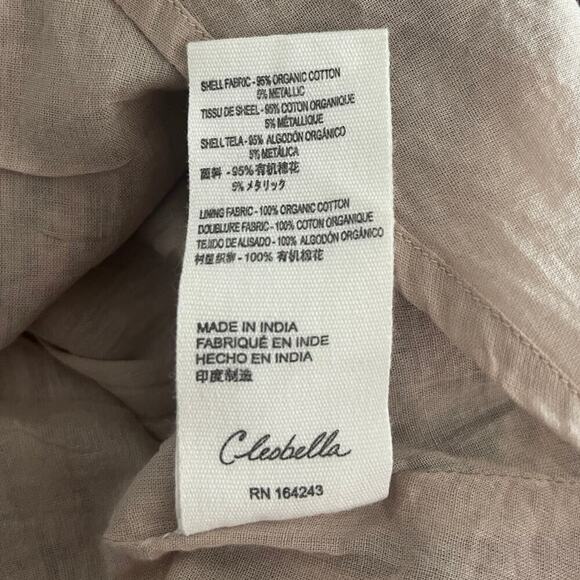 SHELL FABRIC - 95% ORGANIC COTTON
5% METALLIC
TISSU DE SHEEL - 95% COTON ORGANIQUE
5% MÉTALLIQUE
SHELL TELA - 95% ALGODÓN ORGÁNICO
5% METÁLICA
面料 - 95% 有机棉花
5% メタリック
LINING FABRIC - 100% ORGANIC COTTON
DOUBLURE FABRIC - 100% COTON ORGANIQUE
TEJIDO DE ALISADO - 100% ALGODÓN ORGÁNICO
衬里织物 - 100% 有机棉花
MADE IN INDIA
FABRIQUÉ EN INDE
HECHO EN INDIA
印度制造
Cleobella
RN 164243